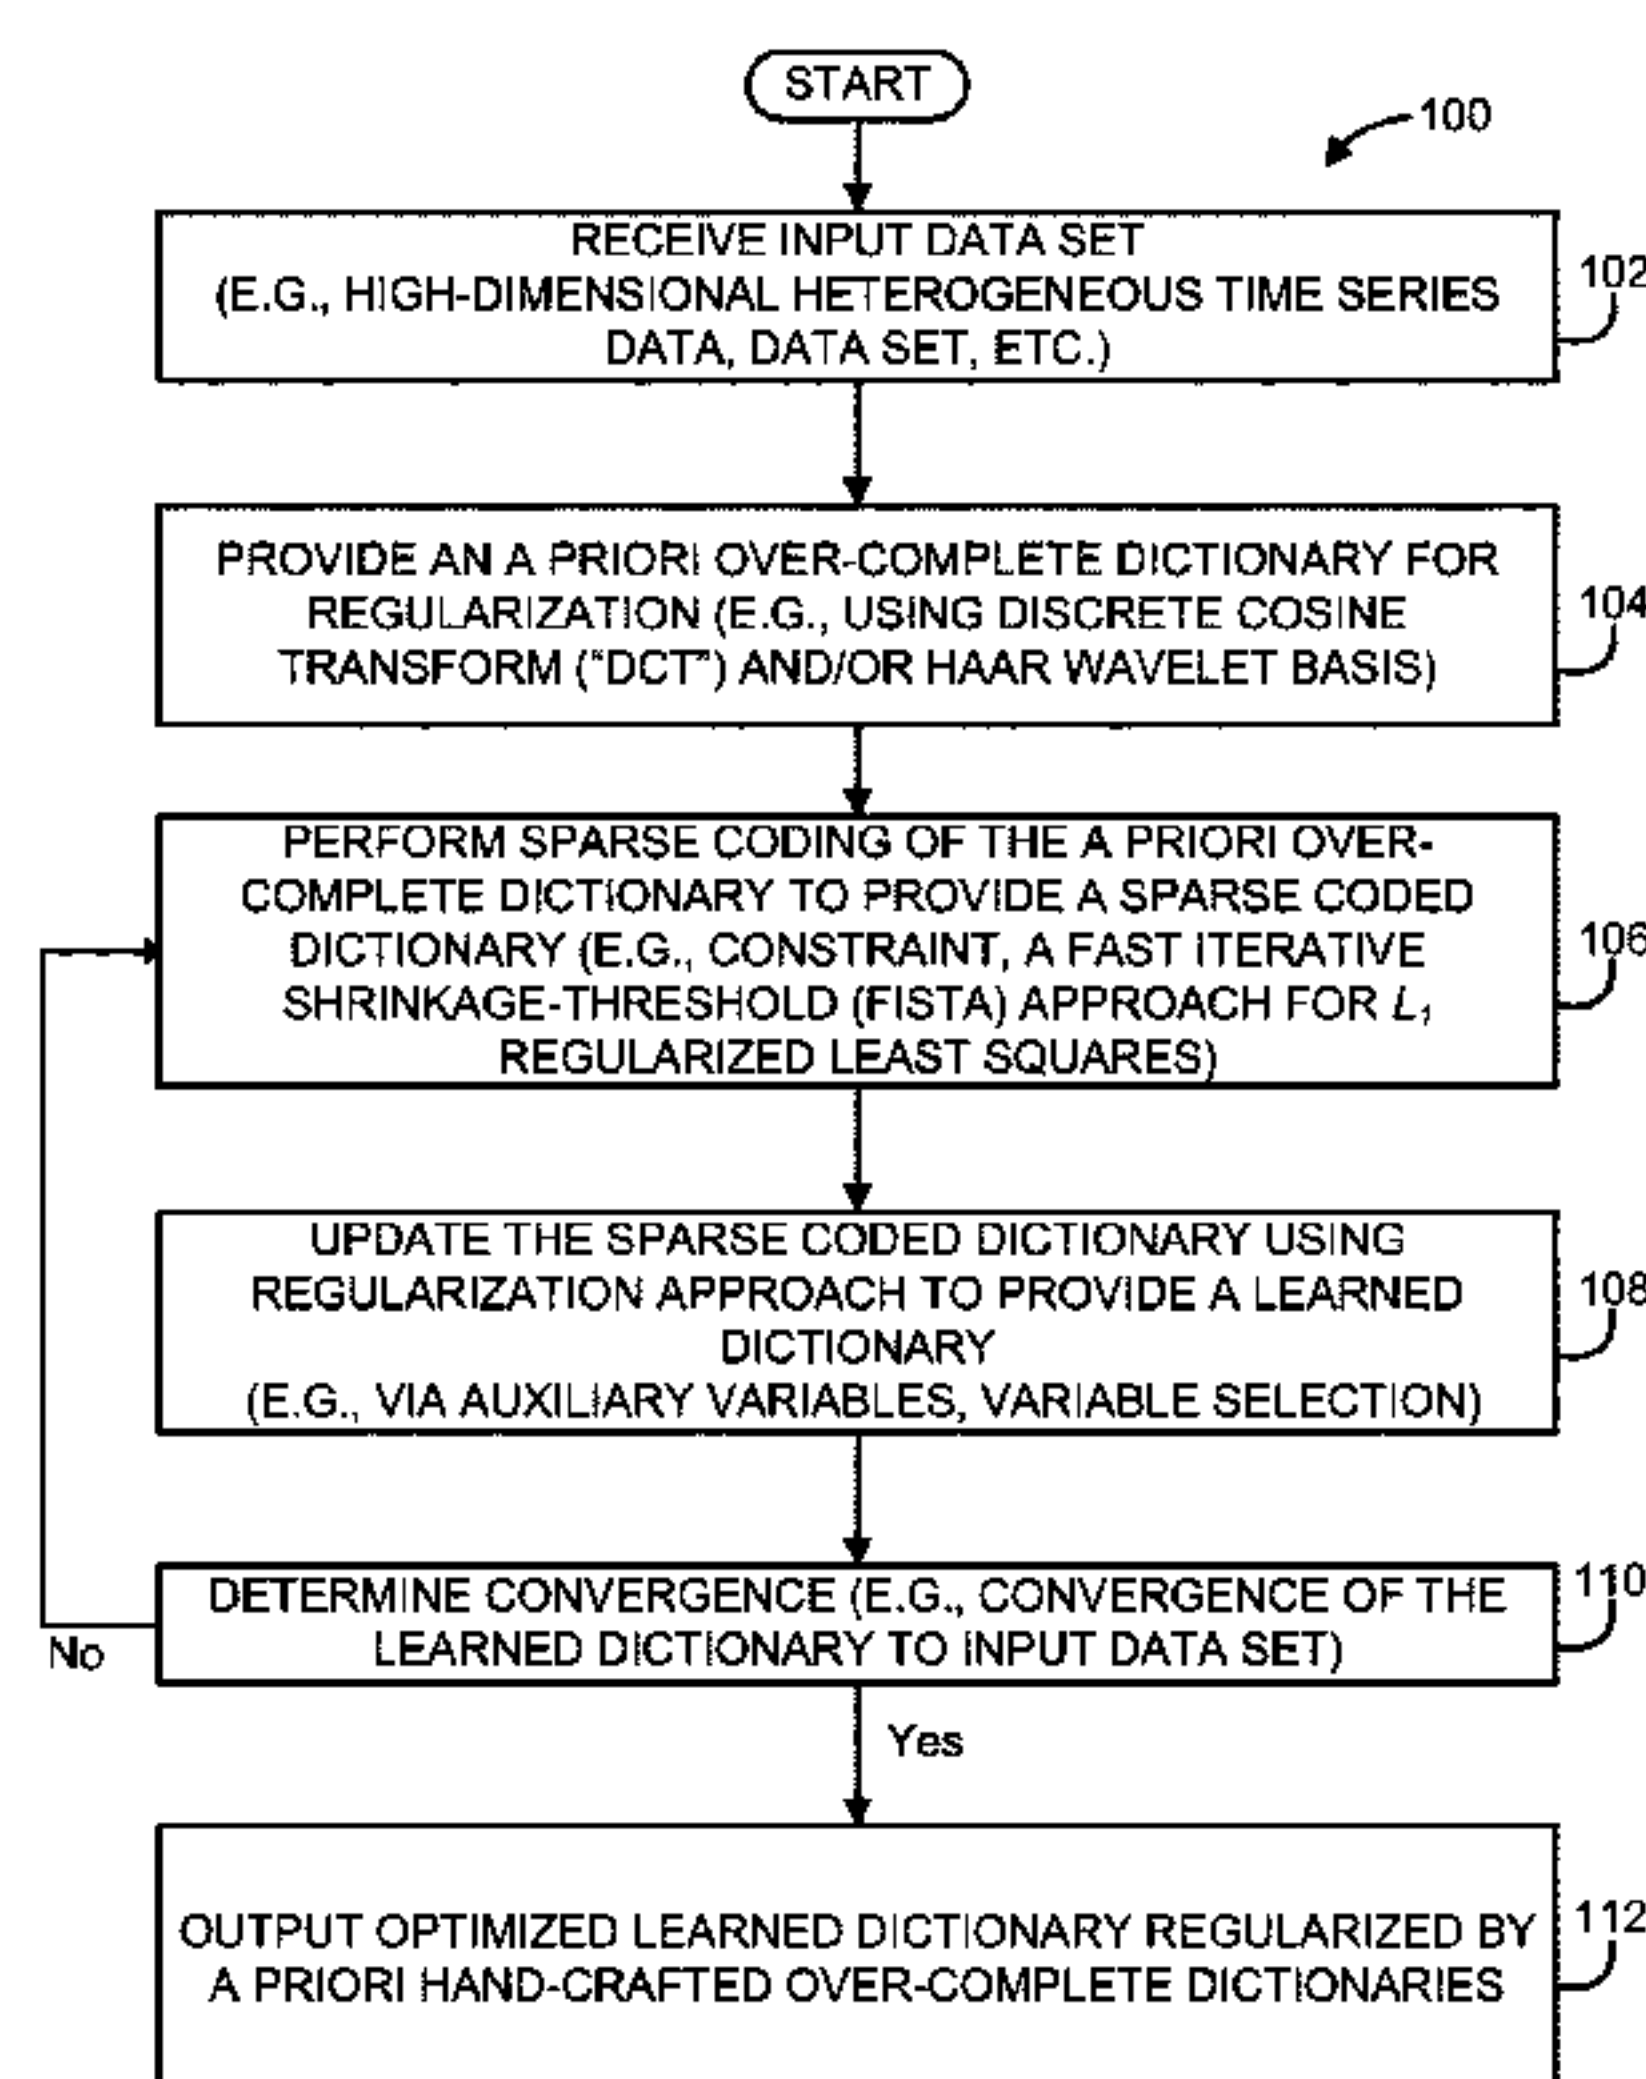 START
100
RECEIVE INPUT DATA SET
(E.G., HIGH-DIMENSIONAL HETEROGENEOUS TIME SERIES
DATA, DATA SET, ETC.)
102
PROVIDE AN A PRIORI OVER-COMPLETE DICTIONARY FOR
REGULARIZATION (E.G., USING DISCRETE COSINE
TRANSFORM ("DCT") AND/OR HAAR WAVELET BASIS)
104
PERFORM SPARSE CODING OF THE A PRIORI OVER-
COMPLETE DICTIONARY TO PROVIDE A SPARSE CODED
DICTIONARY (E.G., CONSTRAINT, A FAST ITERATIVE
SHRINKAGE-THRESHOLD (FISTA) APPROACH FOR L₁
REGULARIZED LEAST SQUARES)
106
UPDATE THE SPARSE CODED DICTIONARY USING
REGULARIZATION APPROACH TO PROVIDE A LEARNED
DICTIONARY
(E.G., VIA AUXILIARY VARIABLES, VARIABLE SELECTION)
108
DETERMINE CONVERGENCE (E.G., CONVERGENCE OF THE
LEARNED DICTIONARY TO INPUT DATA SET)
110
No
Yes
OUTPUT OPTIMIZED LEARNED DICTIONARY REGULARIZED BY
A PRIORI HAND-CRAFTED OVER-COMPLETE DICTIONARIES
112